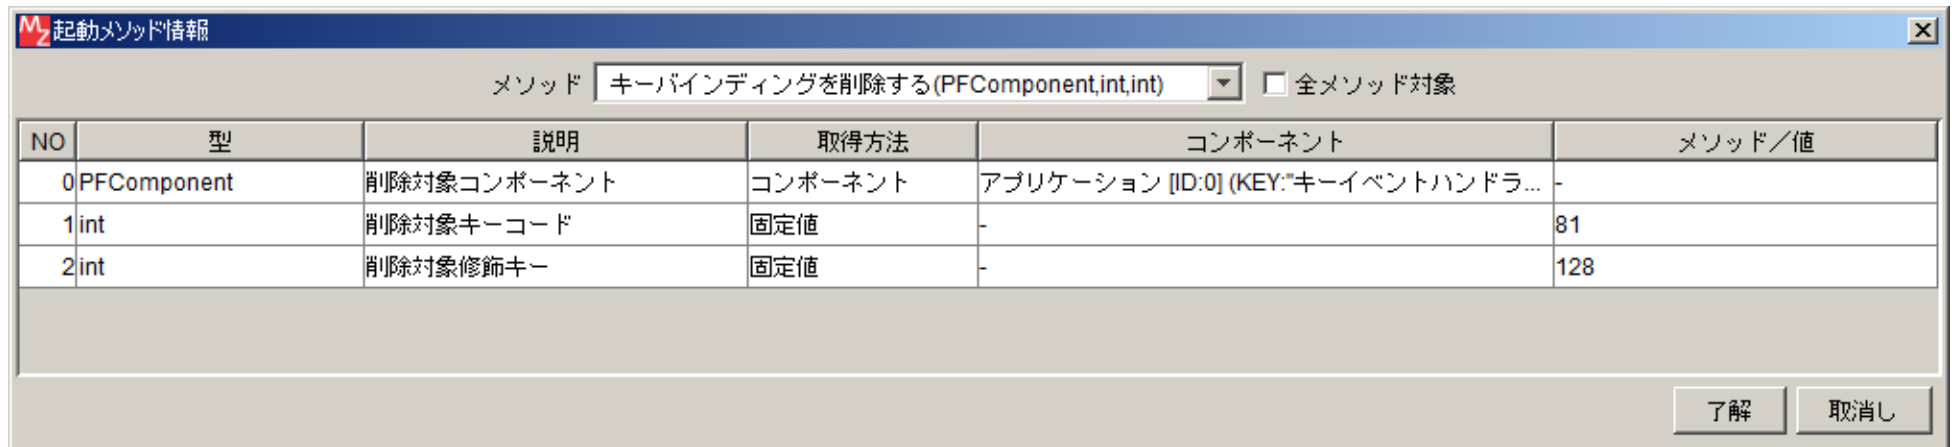 MZ 起動メソッド情報
メソッド キーバインディングを削除する(PFComponent,int,int) 全メソッド対象
NO 型 説明 取得方法 コンポーネント メソッド／値
0 PFComponent 削除対象コンポーネント コンポーネント アプリケーション [ID:0] (KEY:"キーイベントハンドラ... -
1 int 削除対象キーコード 固定値 - 81
2 int 削除対象修飾キー 固定値 - 128
了解 取消し